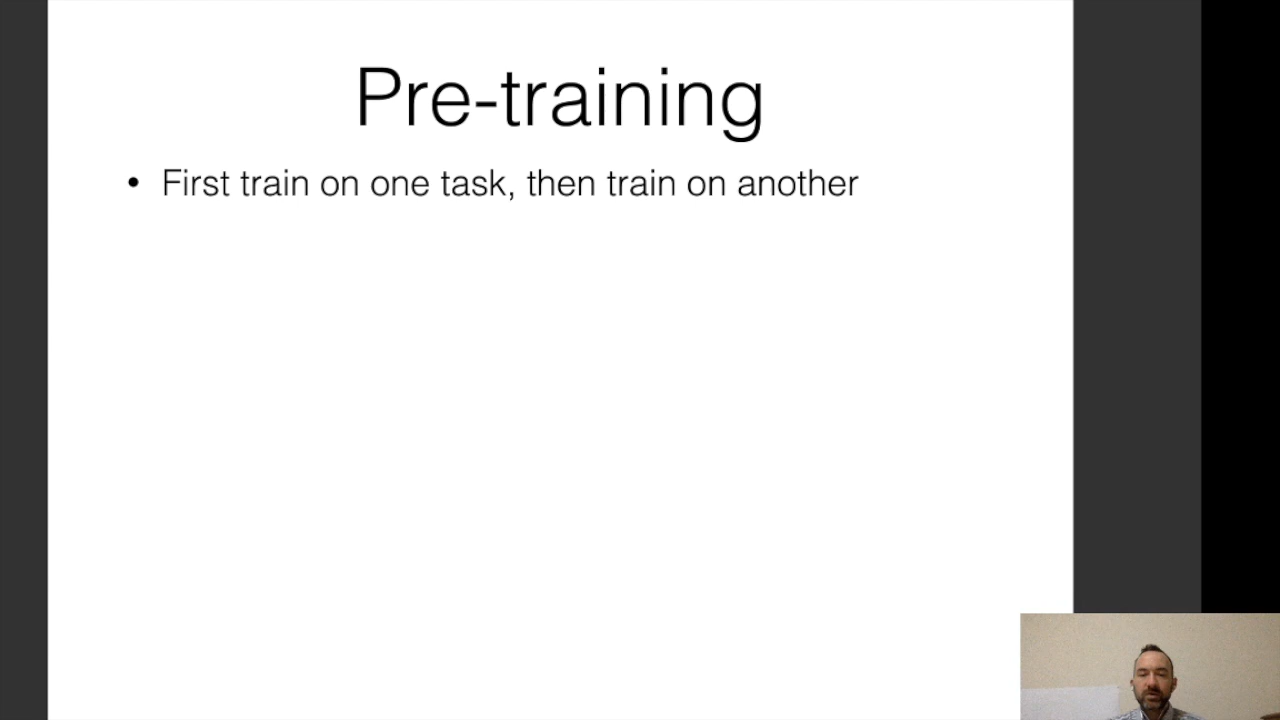 Pre-training
• First train on one task, then train on another